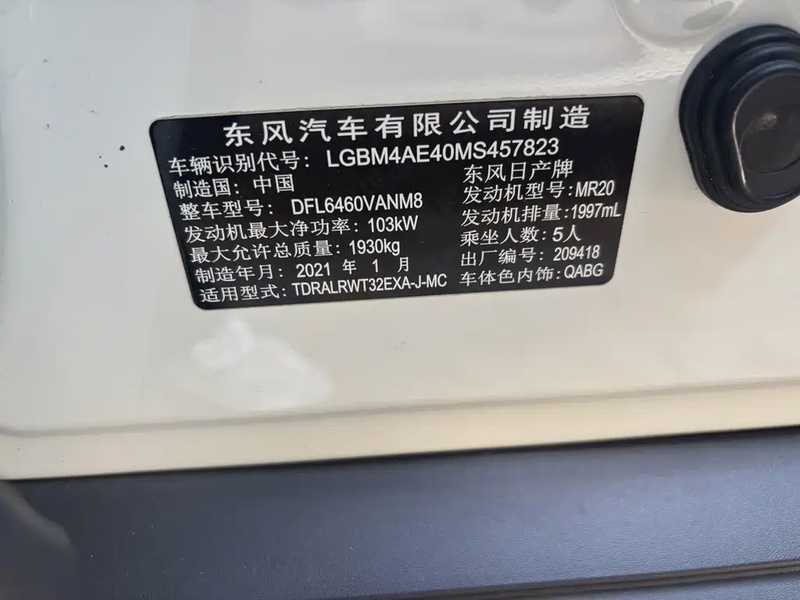 东风汽车有限公司制造
车辆识别代号: LGBM4AE40MS457823
制造国: 中国 东风日产牌
整车型号: DFL6460VANM8 发动机型号: MR20
发动机最大净功率: 103kW 发动机排量: 1997mL
最大允许总质量: 1930kg 乘坐人数: 5人
制造年月: 2021 年 1 月 出厂编号: 209418
适用型式: TDRALRWT32EXA-J-MC 车体色内饰: QABG